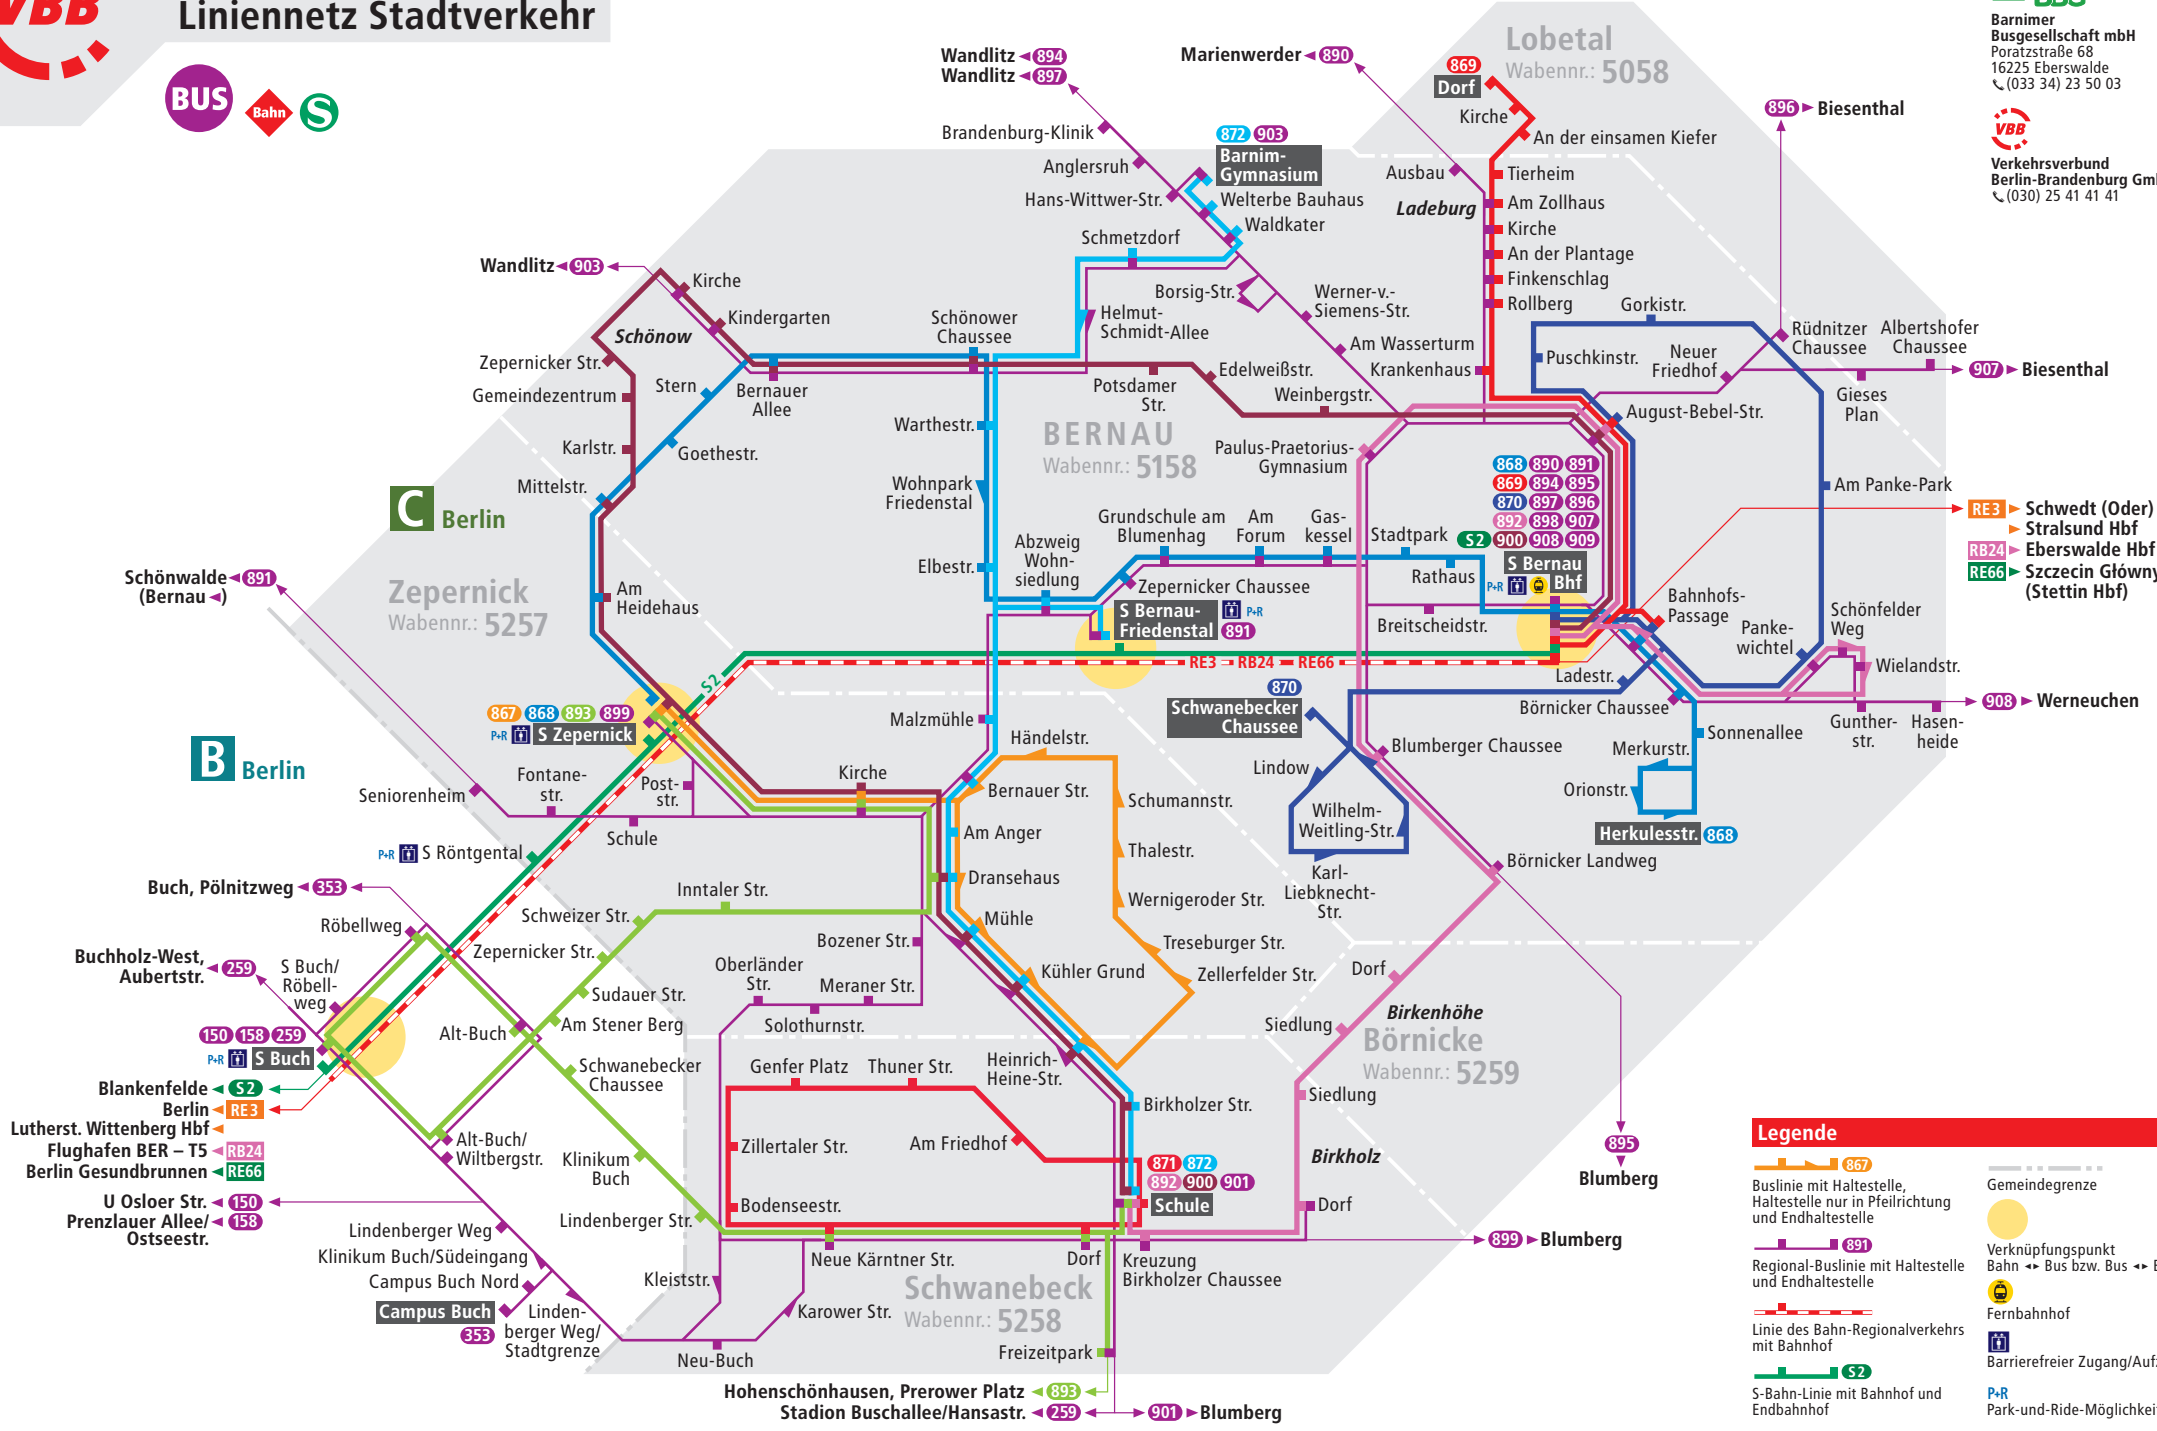 VBB
Liniennetz Stadtverkehr
BUS
Bahn
S
BBG
Barnimer
Busgesellschaft mbH
Poratzstraße 68
16225 Eberswalde
(033 34) 23 50 03
VBB
Verkehrsverbund
Berlin-Brandenburg
(030) 25 41 41 41
Wandlitz 894
Wandlitz 897
Marienwerder 890
Lobetal
Wabennr.: 5058
869
Dorf
Kirche
An der einsamen Kiefer
896 Biesenthal
Brandenburg-Klinik
Anglersruh
Hans-Wittwer-Str.
872 903
Barnim-
Gymnasium
Welterbe Bauhaus
Waldkater
Schmetzdorf
Ausbau
Ladeburg
Tierheim
Am Zollhaus
Kirche
An der Plantage
Finkenschlag
Rollberg
Krankenhaus
Wandlitz 903
Kirche
Kindergarten
Schönow
Zepernicker Str.
Gemeindezentrum
Karlstr.
Mittelstr.
Stern
Goethestr.
Bernauer
Allee
Schönower
Chaussee
Helmut-
Schmidt-Allee
Borsig-Str.
Werner-v.-
Siemens-Str.
Am Wasserturm
Edelweißstr.
Potsdamer
Str.
Weinbergstr.
Gorkistr.
Puschkinstr.
Neuer
Friedhof
Rüdnitzer
Chaussee
Albertshofer
Chaussee
907 Biesenthal
Gieses
Plan
August-Bebel-Str.
Am Panke-Park
Warthestr.
Wohnpark
Friedenstal
Elbestr.
BERNAU
Wabennr.: 5158
Paulus-Praetorius-
Gymnasium
868 890 891
869 894 895
870 897 896
892 898 907
S2 900 908 909
S Bernau
Bhf
P+R
Abzweig
Wohn-
siedlung
Grundschule am
Blumenhag
Am
Forum
Gas-
kessel
Stadtpark
Rathaus
Zepernicker Chaussee
S Bernau-
Friedenstal
P+R
891
Breitscheidstr.
Bahnhofs-
Passage
Schönfelder
Weg
Panke-
wichtel
Wielandstr.
RE3 Schwedt (Oder)
Stralsund Hbf
RB24 Eberswalde Hbf
RE66 Szczecin Główny
(Stettin Hbf)
C Berlin
Zepernick
Wabennr.: 5257
Am
Heidehaus
Schönwalde 891
(Bernau)
RE3 RB24 RE66
S2
870
Schwanebecker
Chaussee
Ladestr.
Börnicker Chaussee
Gunther-
str.
Hasen-
heide
908 Werneuchen
Sonnenallee
Merkurstr.
Orionstr.
Herkulesstr. 868
Blumberger Chaussee
Lindow
Wilhelm-
Weitling-Str.
Karl-
Liebknecht-
Str.
Börnicker Landweg
867 868 893 899
P+R
S Zepernick
B Berlin
Seniorenheim
Fontane-
str.
Post-
str.
Schule
Kirche
Malzmühle
Händelstr.
Bernauer Str.
Schumannstr.
Am Anger
Thalestr.
Dransehaus
Wernigeroder Str.
Mühle
Treseburger Str.
Kühler Grund
Zellerfelder Str.
P+R
S Röntgental
Buch, Pölnitzweg 353
Röbellweg
Inntaler Str.
Schweizer Str.
Zepernicker Str.
Sudauer Str.
Am Stener Berg
Bozener Str.
Oberländer
Str.
Meraner Str.
Solothurnstr.
Dorf
Birkenhöhe
Siedlung
Börnicke
Wabennr.: 5259
Siedlung
Birkholz
Dorf
Buchholz-West,
Aubertstr.
259
S Buch/
Röbell-
weg
150 158 259
P+R
S Buch
Alt-Buch
Schwanebecker
Chaussee
Blankenfelde S2
Berlin RE3
Lutherst. Wittenberg Hbf
Flughafen BER – T5 RB24
Berlin Gesundbrunnen RE66
U Osloer Str. 150
Prenzlauer Allee/
Ostseestr.
158
Alt-Buch/
Wiltbergstr.
Klinikum
Buch
Lindenberger Str.
Lindenberger Weg
Klinikum Buch/Südeingang
Campus Buch Nord
Campus Buch
353
Linden-
berger Weg/
Stadtgrenze
Genfer Platz
Thuner Str.
Heinrich-
Heine-Str.
Zillertaler Str.
Am Friedhof
Birkholzer Str.
Bodenseestr.
871 872
892 900 901
Schule
Neue Kärntner Str.
Dorf
Kreuzung
Birkholzer Chaussee
Kleiststr.
Karower Str.
Neu-Buch
Schwanebeck
Wabennr.: 5258
Freizeitpark
895
Blumberg
899 Blumberg
Hohenschönhausen, Prerower Platz 893
Stadion Buschallee/Hansastr. 259
901 Blumberg
Legende
867
Buslinie mit Haltestelle,
Haltestelle nur in Pfeilrichtung
und Endhaltestelle
891
Regional-Buslinie mit Haltestelle
und Endhaltestelle
Linie des Bahn-Regionalverkehrs
mit Bahnhof
S2
S-Bahn-Linie mit Bahnhof und
Endbahnhof
Gemeindegrenze
Verknüpfungspunkt
Bahn Bus bzw. Bus
Fernbahnhof
Barrierefreier
P+R